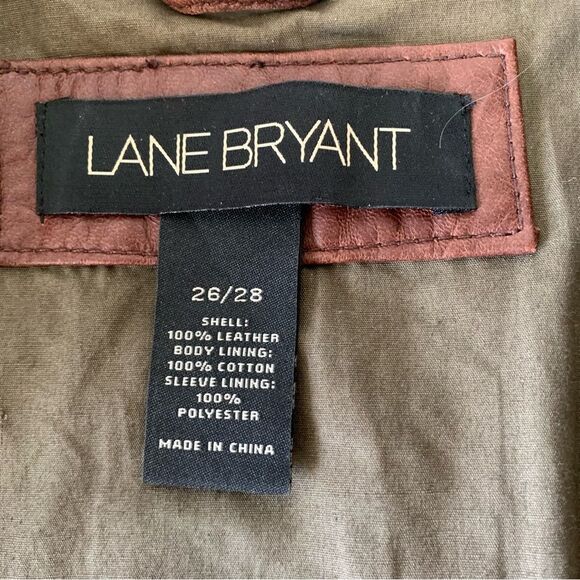 LANE BRYANT
26/28
SHELL:
100% LEATHER
BODY LINING:
100% COTTON
SLEEVE LINING:
100%
POLYESTER
MADE IN CHINA